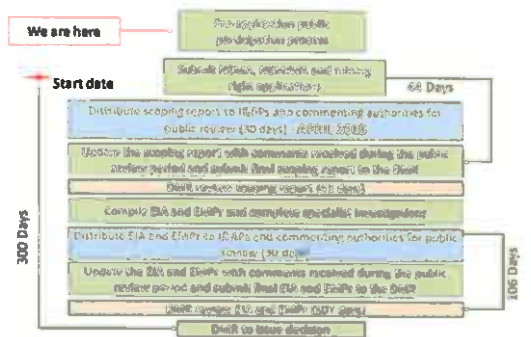 Pre-application public
participation process
We are here
Submit NEMA, and mining
right applications
Start date
44 Days
Distribute scoping report to I&APs and commenting authorities for
public review (30 days) - APRIL
Update the scoping report with comments received during the public
review period and submit final scoping report to the DMR
DMR review scoping report days)
Compile EIA and EMPr and complete specialist investigations
Distribute EIA and EMPr to I&APs and commenting authorities for public
review (30 days)
Update the EIA and EMPr with comments received during the public
review period and submit final EIA and EMPr to the DMR
DMR review EIA and EMPr (107 days)
DMR to issue decision
300 Days
106 Days